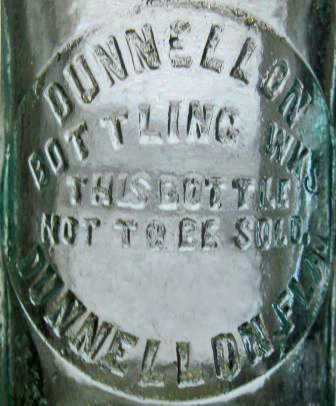 DUNNELLON
BOTTLING WKS
THIS BOTTLE
NOT TO BE SOLD.
DUNNELLON, FLA.